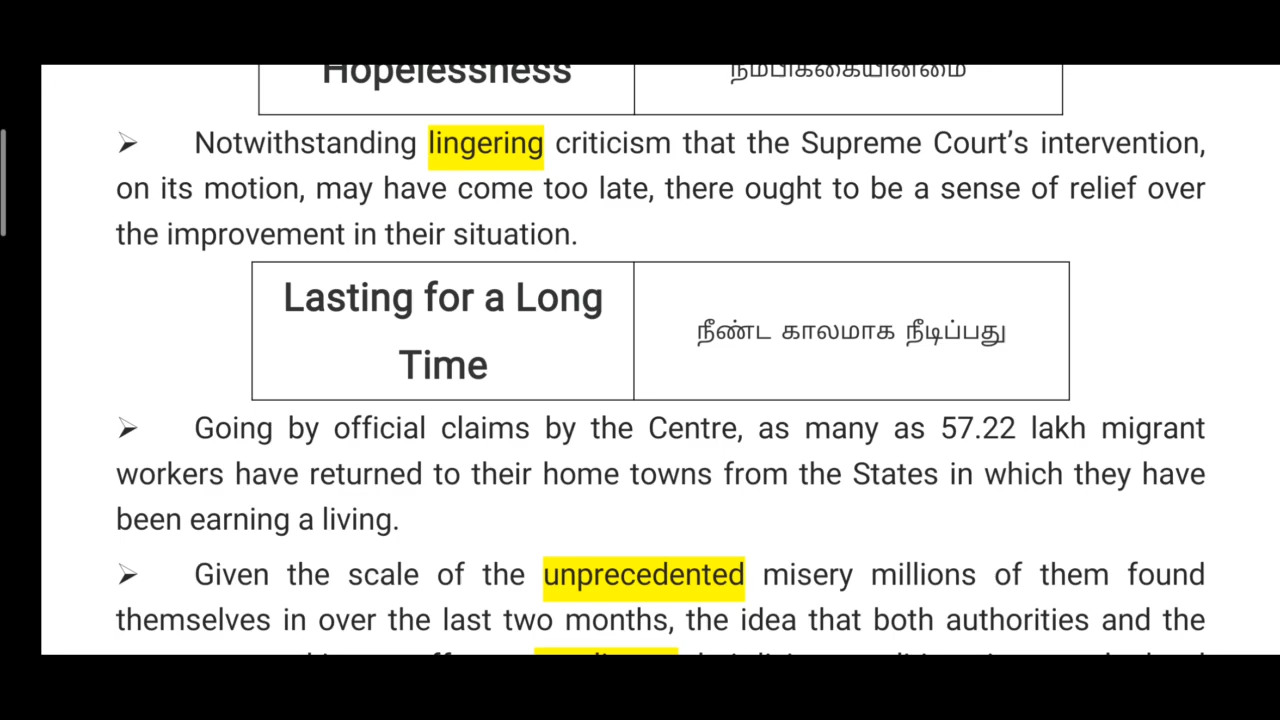 Hopelessness நம்பிக்கையின்மை
➢ Notwithstanding lingering criticism that the Supreme Court’s intervention,
on its motion, may have come too late, there ought to be a sense of relief over
the improvement in their situation.
Lasting for a Long
Time
நீண்ட காலமாக நீடிப்பது
➢ Going by official claims by the Centre, as many as 57.22 lakh migrant
workers have returned to their home towns from the States in which they have
been earning a living.
➢ Given the scale of the unprecedented misery millions of them found
themselves in over the last two months, the idea that both authorities and the